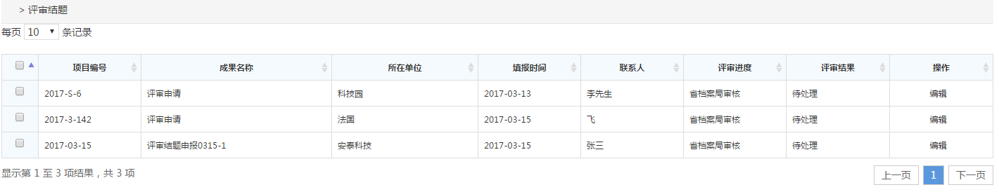 > 评审结题
每页 10 条记录
项目编号 成果名称 所在单位 填报时间 联系人 评审进度 评审结果 操作
2017-S-6 评审申请 科技园 2017-03-13 李先生 省档案局审核 待处理 编辑
2017-3-142 评审申请 法国 2017-03-15 飞 省档案局审核 待处理 编辑
2017-03-15 评审结题申报0315-1 安泰科技 2017-03-15 张三 省档案局审核 待处理 编辑
显示第 1 至 3 项结果，共 3 项 上一页 1 下一页